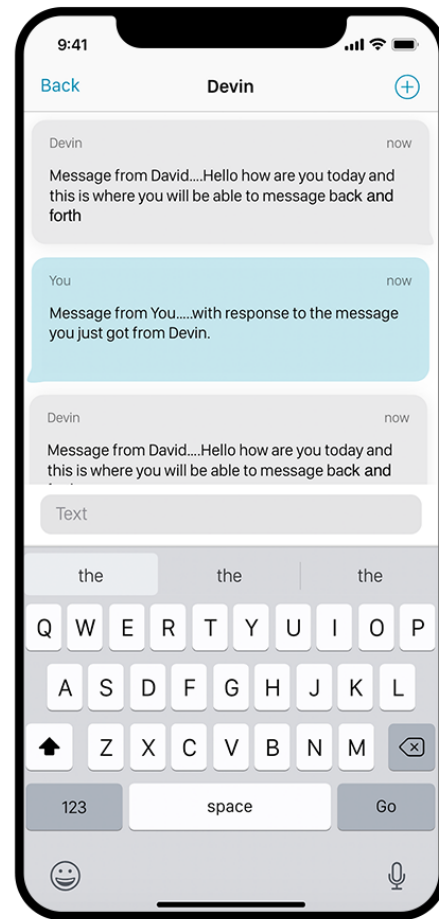 9:41
Back Devin
Devin now
Message from David....Hello how are you today and
this is where you will be able to message back and
forth
You now
Message from You.....with response to the message
you just got from Devin.
Devin now
Message from David....Hello how are you today and
this is where you will be able to message back and
Text
the the the
Q W E R T Y U I O P
A S D F G H J K L
Z X C V B N M
123 space Go